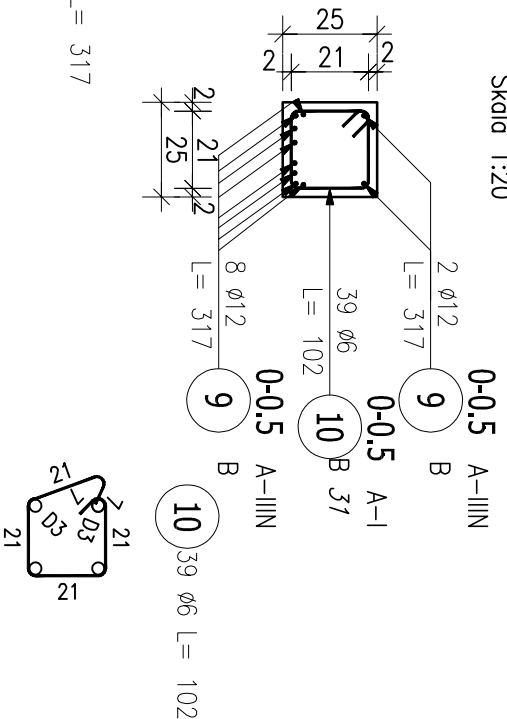 Skala 1:20
25
2 21 2
2 21 2
25
L= 317
2 ø12
L= 317
9
0-0.5 A-IIIN
B
39 ø6
L= 102
10
0-0.5 A-I
B 31
8 ø12
L= 317
9
0-0.5 A-IIIN
B
10
39 ø6 L= 102
21
7
7
D3
D3
21
21
21